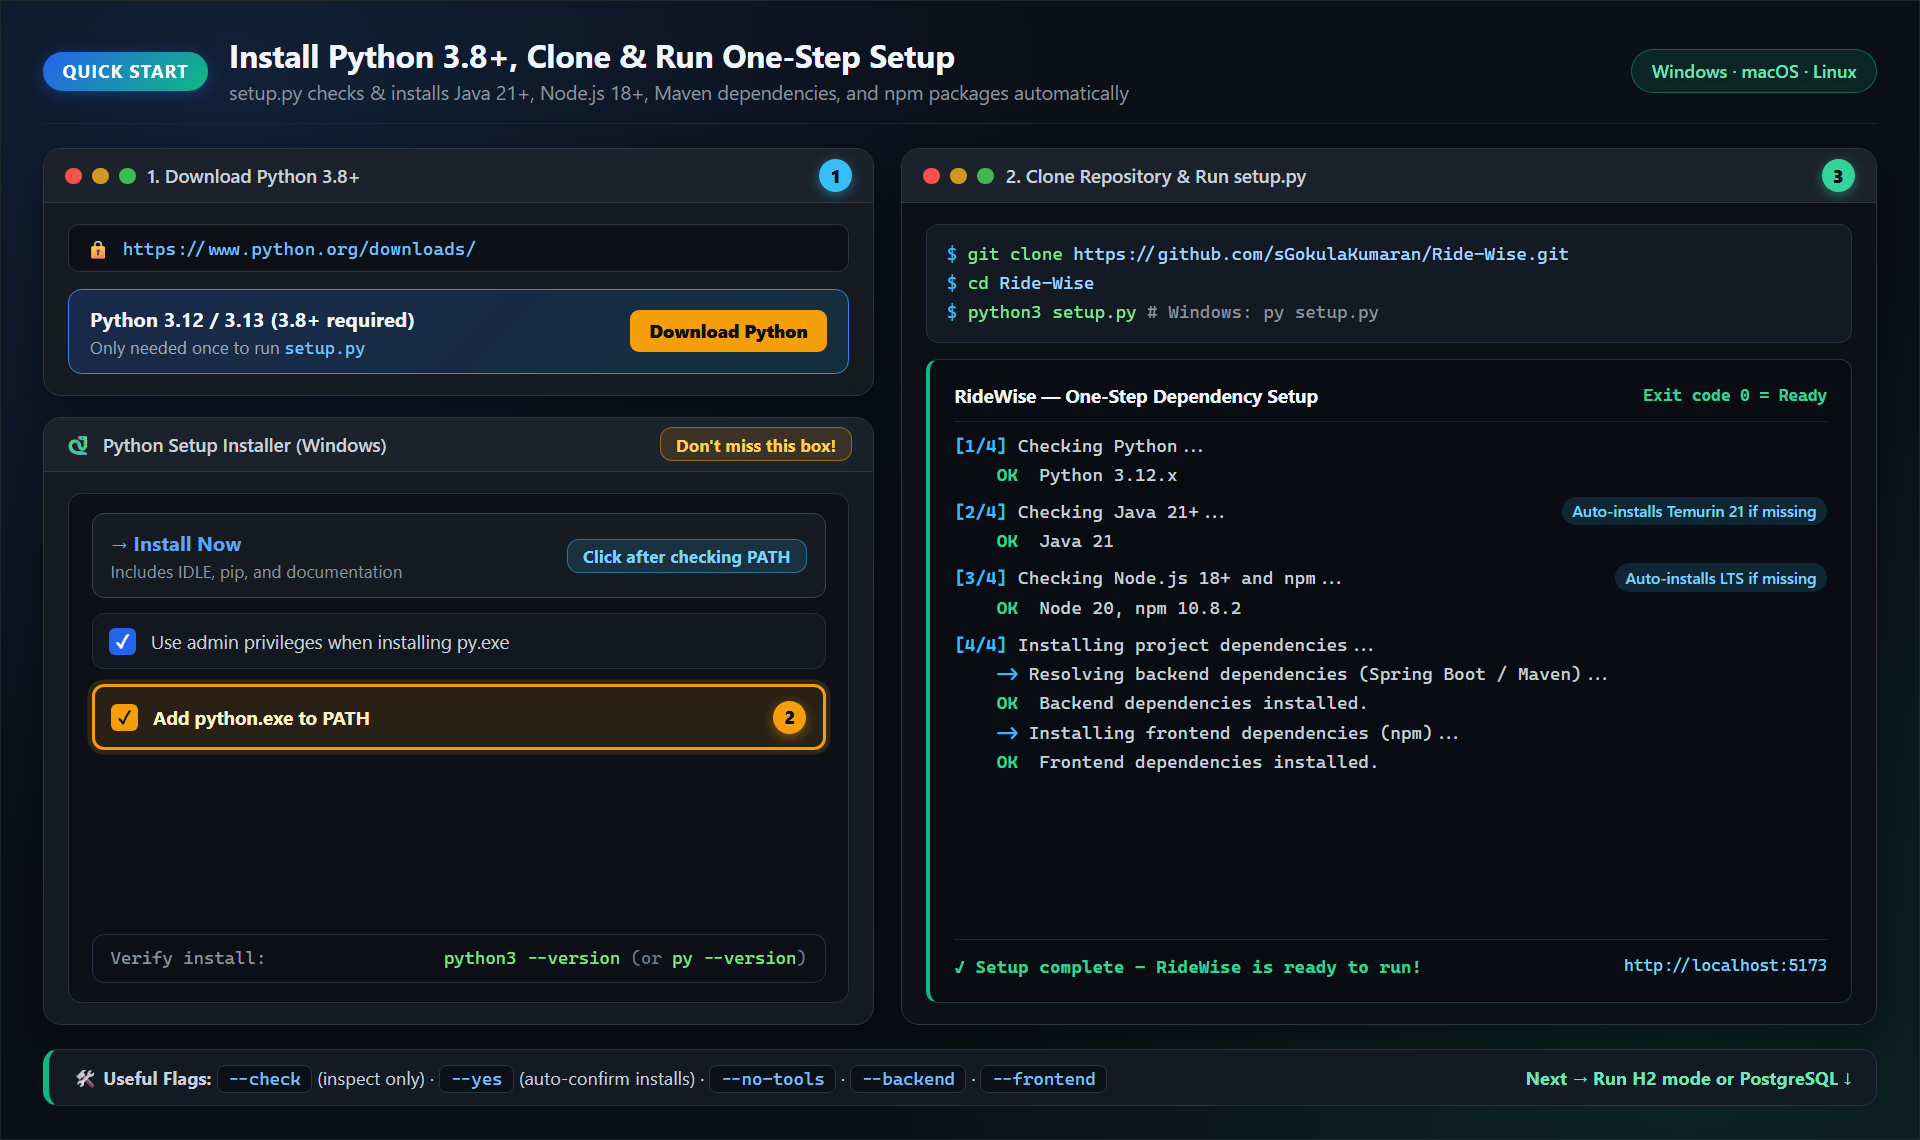 QUICK START
Install Python 3.8+, Clone & Run One-Step Setup
setup.py checks & installs Java 21+, Node.js 18+, Maven dependencies, and npm packages automatically
Windows · macOS · Linux
1. Download Python 3.8+
1
https://www.python.org/downloads/
Python 3.12 / 3.13 (3.8+ required)
Only needed once to run setup.py
Download Python
Python Setup Installer (Windows)
Don't miss this box!
→ Install Now
Includes IDLE, pip, and documentation
Click after checking PATH
Use admin privileges when installing py.exe
Add python.exe to PATH
2
Verify install:
python3 --version (or py --version)
2. Clone Repository & Run setup.py
3
$ git clone https://github.com/sGokulaKumaran/Ride-Wise.git
$ cd Ride-Wise
$ python3 setup.py # Windows: py setup.py
RideWise — One-Step Dependency Setup
Exit code 0 = Ready
[1/4] Checking Python...
OK Python 3.12.x
[2/4] Checking Java 21+...
Auto-installs Temurin 21 if missing
OK Java 21
[3/4] Checking Node.js 18+ and npm...
Auto-installs LTS if missing
OK Node 20, npm 10.8.2
[4/4] Installing project dependencies...
→ Resolving backend dependencies (Spring Boot / Maven)...
OK Backend dependencies installed.
→ Installing frontend dependencies (npm)...
OK Frontend dependencies installed.
✓ Setup complete — RideWise is ready to run!
http://localhost:5173
🛠 Useful Flags: --check (inspect only) · --yes (auto-confirm installs) · --no-tools · --backend · --frontend
Next → Run H2 mode or PostgreSQL ↓